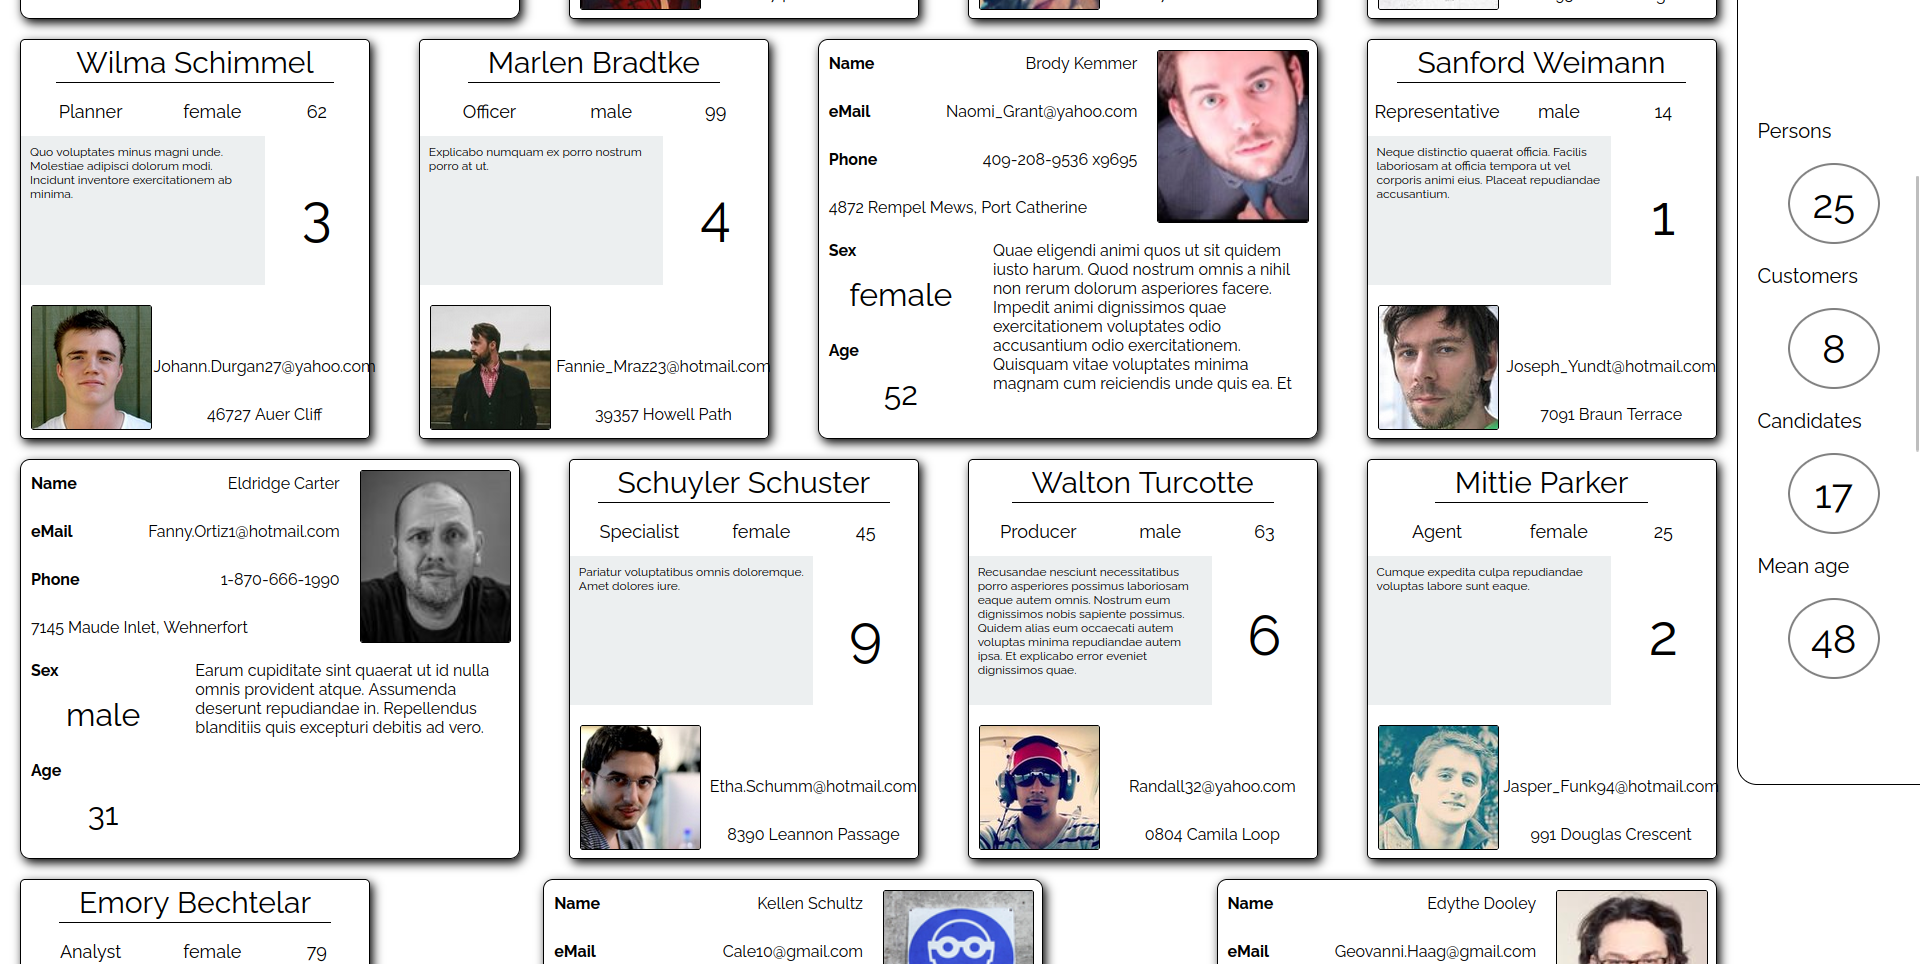 Wilma Schimmel
Planner female 62
Quo voluptates minus magni unde.
Molestiae adipisci dolorum modi.
Incidunt inventore exercitationem ab
minima.
3
Johann.Durgan27@yahoo.com
46727 Auer Cliff
Marlen Bradtke
Officer male 99
Explicabo numquam ex porro nostrum
porro at ut.
4
Fannie_Mraz23@hotmail.com
39357 Howell Path
Name Brody Kemmer
eMail Naomi_Grant@yahoo.com
Phone 409-208-9536 x9695
4872 Rempel Mews, Port Catherine
Sex
female
Age
52
Quae eligendi animi quos ut sit quidem
iusto harum. Quod nostrum omnis a nihil
non rerum dolorum asperiores facere.
Impedit animi dignissimos quae
exercitationem voluptates odio
accusantium odio exercitationem.
Quisquam vitae voluptates minima
magnam cum reiciendis unde quis ea. Et
Sanford Weimann
Representative male 14
Neque distinctio quaerat officia. Facilis
laboriosam at officia tempora ut vel
corporis animi eius. Placeat repudiandae
accusantium.
1
Joseph_Yundt@hotmail.com
7091 Braun Terrace
Name Eldridge Carter
eMail Fanny.Ortiz1@hotmail.com
Phone 1-870-666-1990
7145 Maude Inlet, Wehnerfort
Sex
male
Age
31
Earum cupiditate sint quaerat ut id nulla
omnis provident atque. Assumenda
deserunt repudiandae in. Repellendus
blanditiis quis excepturi debitis ad vero.
Schuyler Schuster
Specialist female 45
Pariatur voluptatibus omnis doloremque.
Amet dolores iure.
9
Etha.Schumm@hotmail.com
8390 Leannon Passage
Walton Turcotte
Producer male 63
Recusandae nesciunt necessitatibus
porro asperiores possimus laboriosam
eaque autem omnis. Nostrum eum
dignissimos nobis sapiente possimus.
Quidem alias eum occaecati autem
voluptas minima repudiandae autem
ipsa. Et explicabo error eveniet
dignissimos quae.
6
Randall32@yahoo.com
0804 Camila Loop
Mittie Parker
Agent female 25
Cumque expedita culpa repudiandae
voluptas labore sunt eaque.
2
Jasper_Funk94@hotmail.com
991 Douglas Crescent
Emory Bechtelar
Analyst female 79
Name Kellen Schultz
eMail Cale10@gmail.com
Name Edythe Dooley
eMail Geovanni.Haag@gmail.com
Persons
25
Customers
8
Candidates
17
Mean age
48